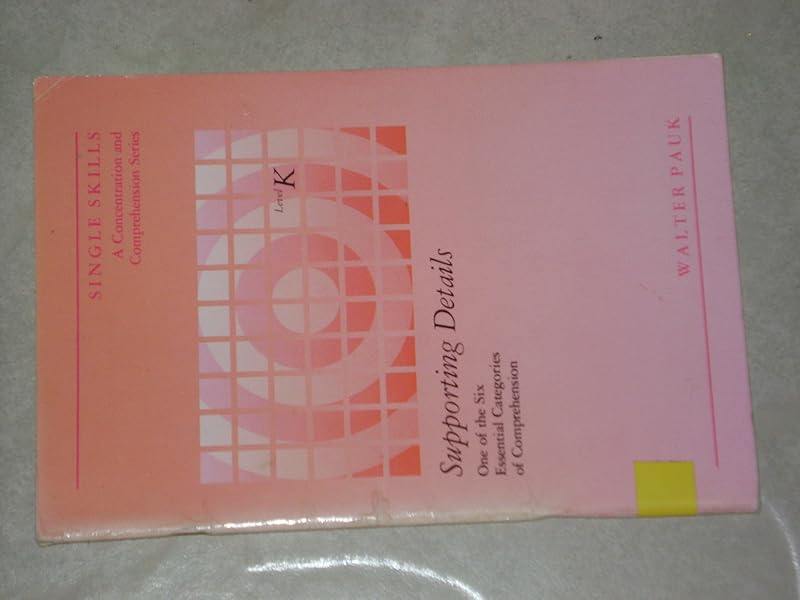 SINGLE SKILLS
A Concentration and
Comprehension Series
Level K
Supporting Details
One of the Six
Essential Categories
of Comprehension
WALTER PAUK